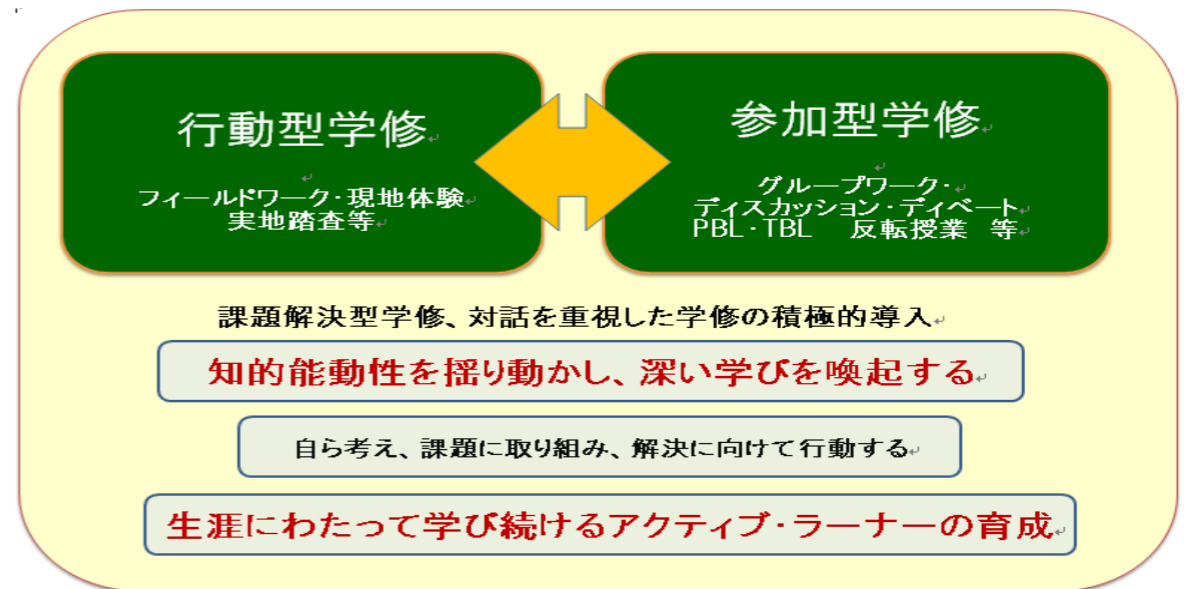 行動型学修
フィールドワーク・現地体験
実地踏査等
参加型学修
グループワーク・
ディスカッション・ディベート
PBL・TBL　反転授業　等
課題解決型学修、対話を重視した学修の積極的導入
知的能動性を揺り動かし、深い学びを喚起する
自ら考え、課題に取り組み、解決に向けて行動する
生涯にわたって学び続けるアクティブ・ラーナーの育成